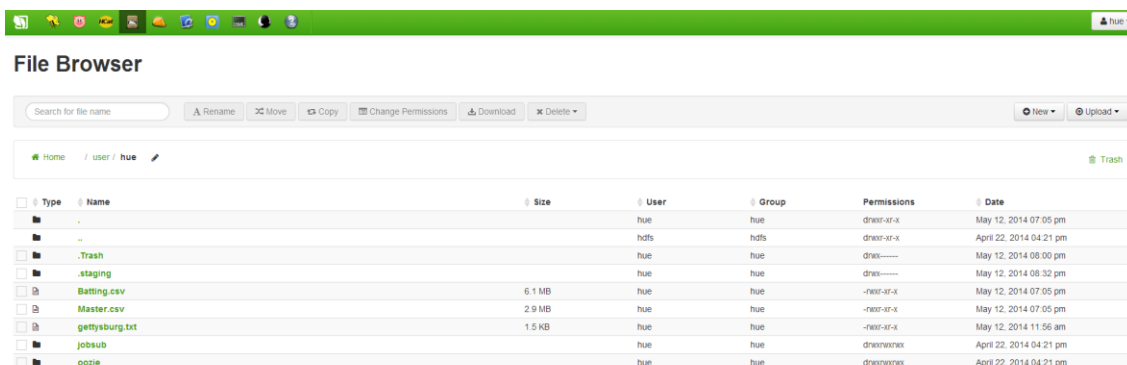 HCat hue
File Browser
Search for file name A Rename Move Copy Change Permissions Download Delete New Upload
Home / user / hue Trash
Type Name Size User Group Permissions Date
. hue hue drwxr-xr-x May 12, 2014 07:05 pm
.. hdfs hdfs drwxr-xr-x April 22, 2014 04:21 pm
.Trash hue hue drwx------ May 12, 2014 08:00 pm
.staging hue hue drwx------ May 12, 2014 08:32 pm
Batting.csv 6.1 MB hue hue -rwxr-xr-x May 12, 2014 07:05 pm
Master.csv 2.9 MB hue hue -rwxr-xr-x May 12, 2014 07:05 pm
gettysburg.txt 1.5 KB hue hue -rwxr-xr-x May 12, 2014 11:56 am
jobsub hue hue drwxrwxrwx April 22, 2014 04:21 pm
oozie hue hue drwxrwxrwx April 22, 2014 04:21 pm